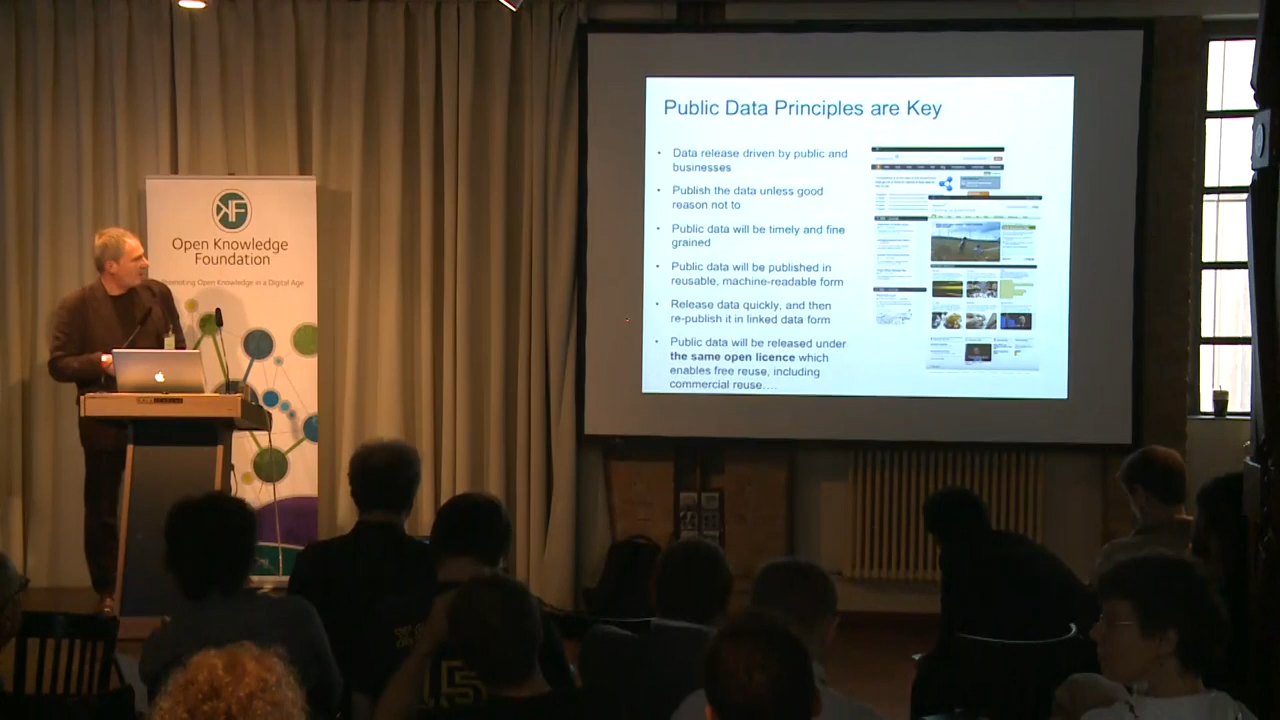 Public Data Principles are Key
• Data release driven by public and
businesses
• Publish the data unless good
reason not to
• Public data will be timely and fine
grained
• Public data will be published in
reusable, machine-readable form
• Release data quickly, and then
re-publish it in linked data form
• Public data will be released under
the same open licence which
enables free reuse, including
commercial reuse….
Open Knowledge
Foundation
Promoting Open Knowledge in a Digital Age